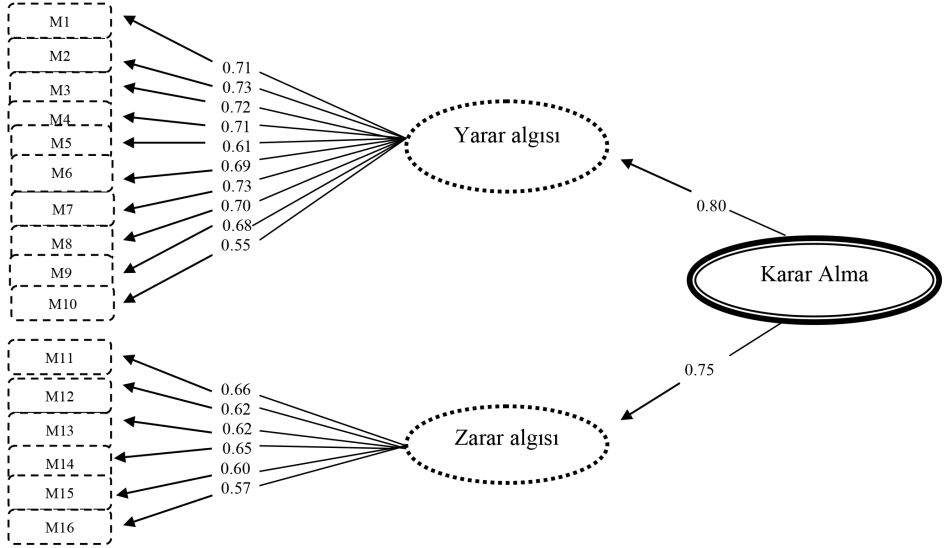 M1
M2
M3
M4
M5
M6
M7
M8
M9
M10
0.71
0.73
0.72
0.71
0.61
0.69
0.73
0.70
0.68
0.55
Yarar algısı
0.80
Karar Alma
0.75
M11
M12
M13
M14
M15
M16
0.66
0.62
0.62
0.65
0.60
0.57
Zarar algısı